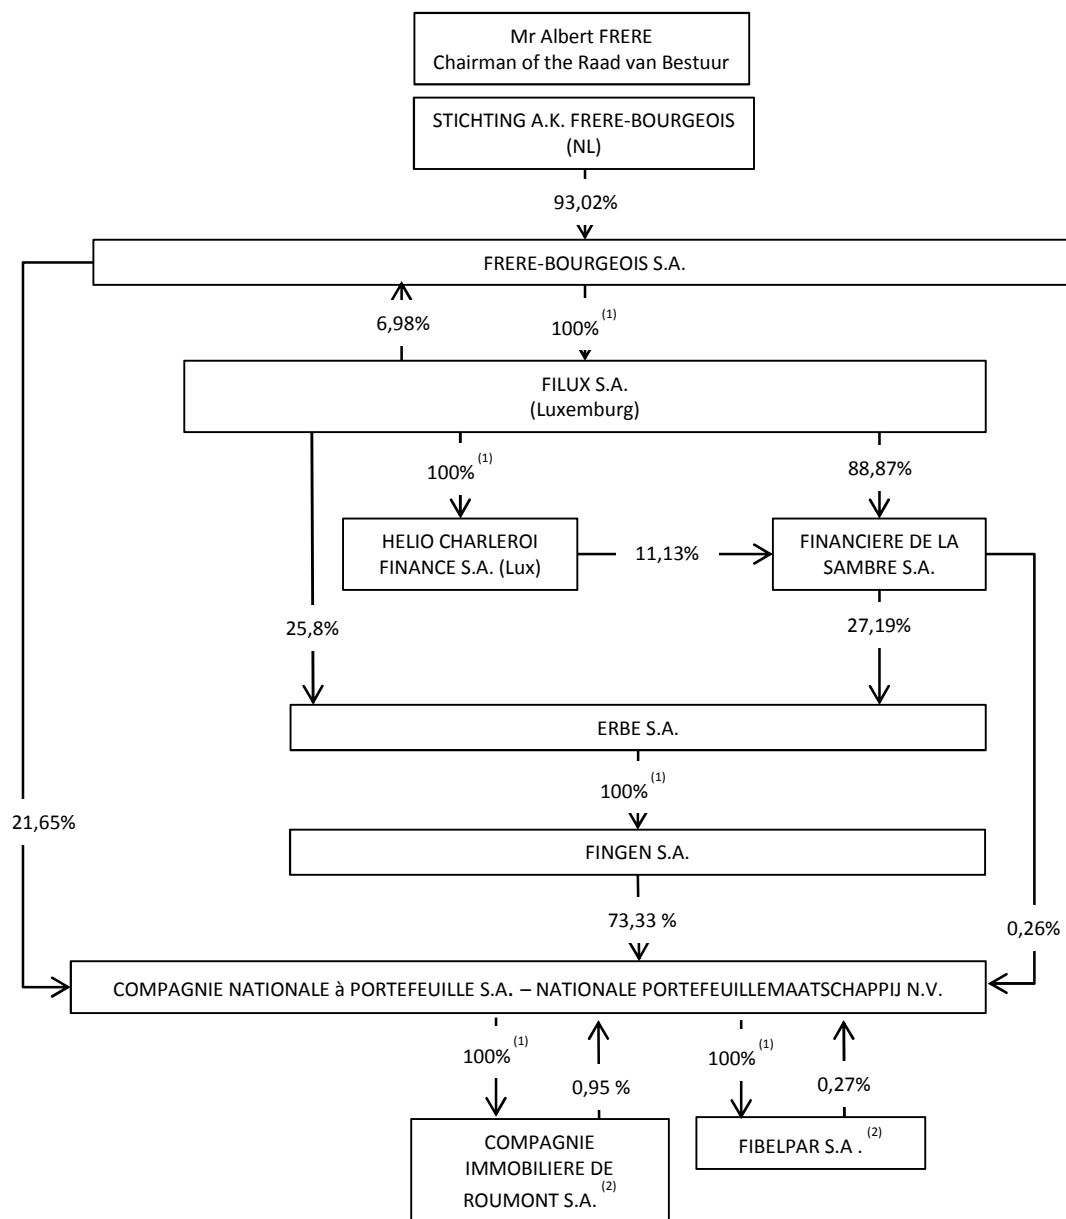 Mr Albert FRERE
Chairman of the Raad van Bestuur
STICHTING A.K. FRERE-BOURGEOIS
(NL)
93,02%
FRERE-BOURGEOIS S.A.
6,98%
100% (1)
FILUX S.A.
(Luxemburg)
100% (1)
88,87%
HELIO CHARLEROI
FINANCE S.A. (Lux)
11,13%
FINANCIERE DE LA
SAMBRE S.A.
25,8%
27,19%
ERBE S.A.
100% (1)
21,65%
FINGEN S.A.
73,33 %
0,26%
COMPAGNIE NATIONALE à PORTEFEUILLE S.A. – NATIONALE PORTEFEUILLEMAATSCHAPPIJ N.V.
100% (1)
0,95 %
100% (1)
0,27%
COMPAGNIE
IMMOBILIERE DE
ROUMONT S.A. (2)
FIBELPAR S.A . (2)